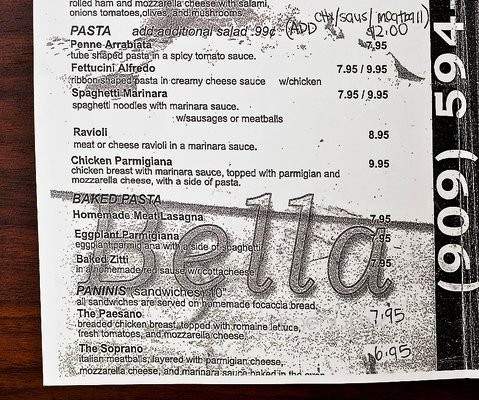 rolled ham and mozzarella cheese with salami,
onions tomatoes,olives, and mushrooms
PASTA add additional salad .99¢ (ADD chk/saus/meatball)
$2.00
Penne Arrabiata 7.95
tube shaped pasta in a spicy tomato sauce.
Fettucini Alfredo 7.95 / 9.95
ribbon shaped pasta in creamy cheese sauce w/chicken
Spaghetti Marinara 7.95 / 9.95
spaghetti noodles with marinara sauce.
w/sausages or meatballs
Ravioli 8.95
meat or cheese ravioli in a marinara sauce.
Chicken Parmigiana 9.95
chicken breast with marinara sauce, topped with parmigian and
mozzarella cheese, with a side of pasta.
BAKED PASTA
Homemade Meat Lasagna 7.95
Eggplant Parmigiana 7.95
eggplant parmigiana with a side of spaghetti
Baked Zitti 7.95
in a homemade red sauce w/ricottacheese
Bella
PANINIS "sandwiches" 10"
all sandwiches are served on homemade focaccia bread.
The Paesano 7.95
breaded chicken breast, topped with romaine lettuce,
fresh tomatoes, and mozzarella cheese.
The Soprano 6.95
italian meatballs, layered with parmigian cheese,
mozzarella cheese, and marinara sauce baked in the oven
(909) 594-